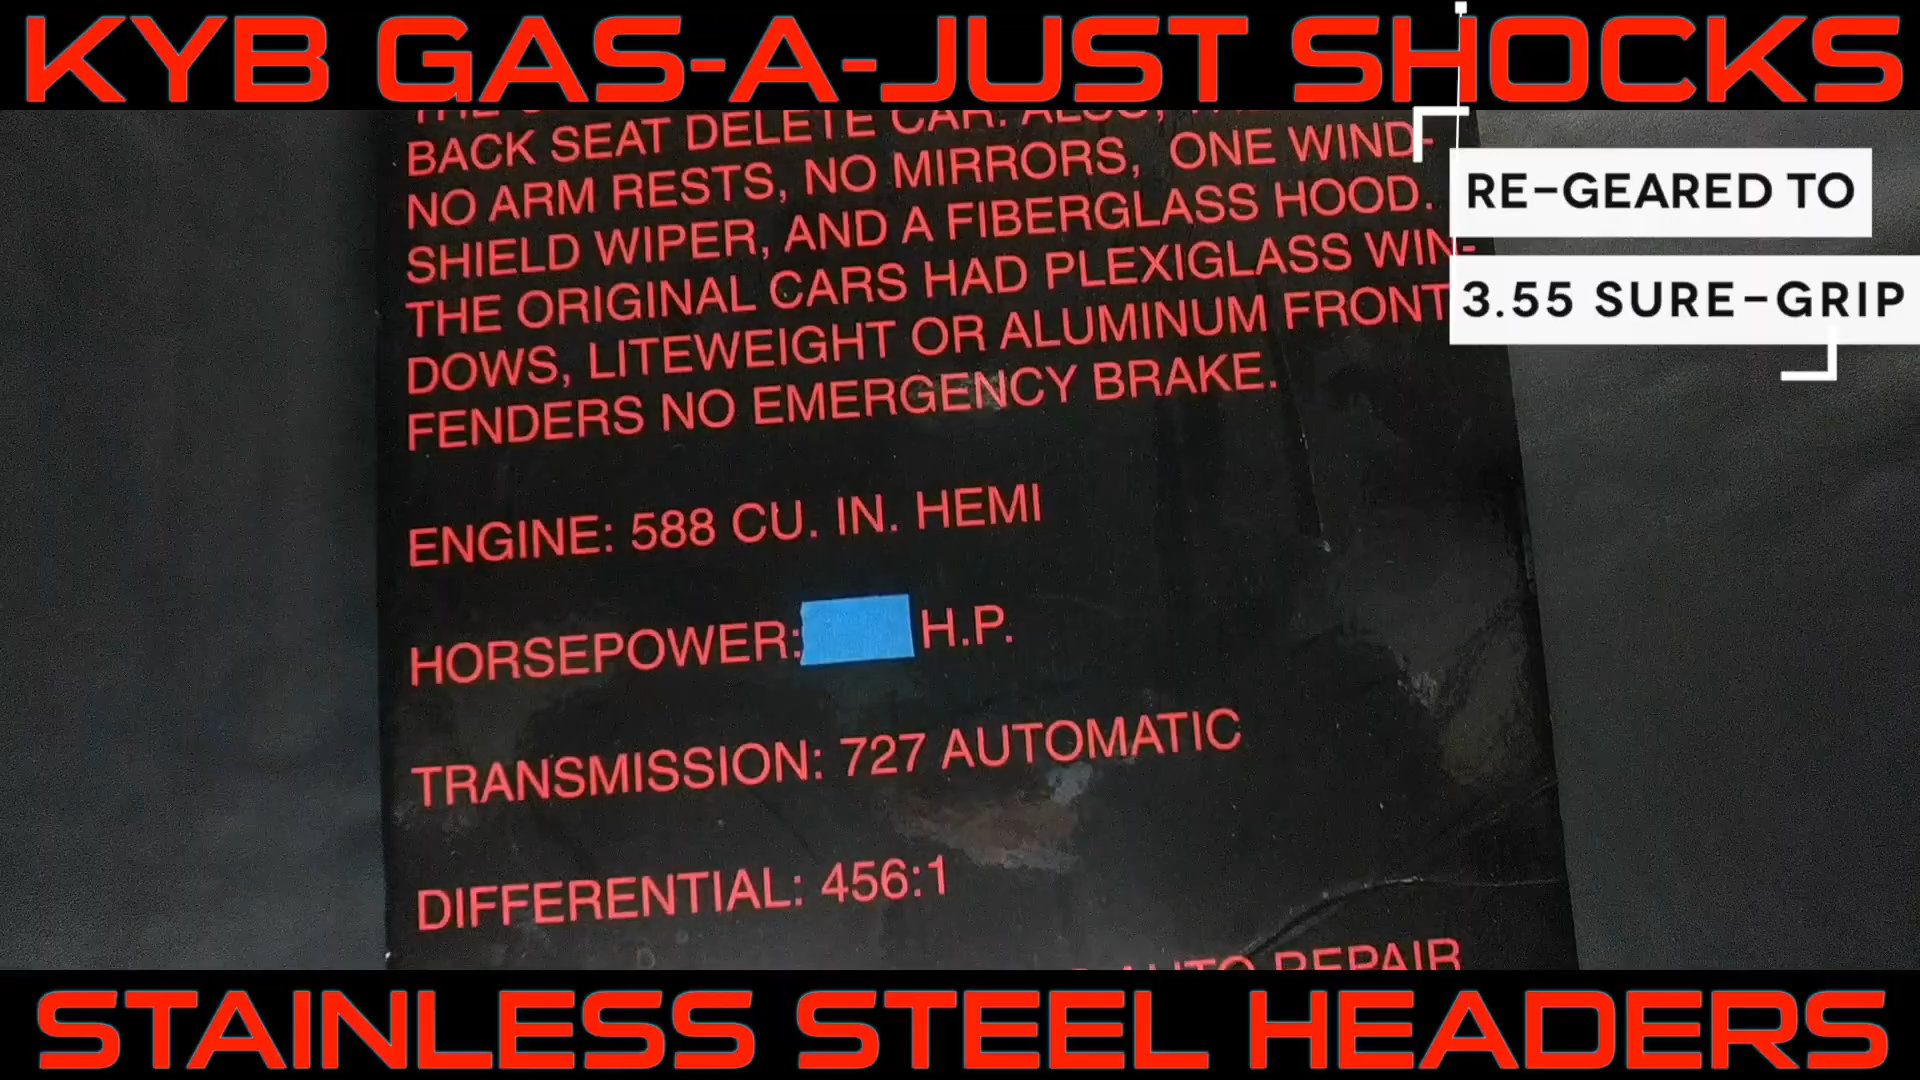 KYB GAS-A-JUST SHOCKS
BACK SEAT DELETE CAR. ALSO,
NO ARM RESTS, NO MIRRORS, ONE WIND-
SHIELD WIPER, AND A FIBERGLASS HOOD.
THE ORIGINAL CARS HAD PLEXIGLASS WIN-
DOWS, LITEWEIGHT OR ALUMINUM FRONT
FENDERS NO EMERGENCY BRAKE.
RE-GEARED TO
3.55 SURE-GRIP
ENGINE: 588 CU. IN. HEMI
HORSEPOWER: H.P.
TRANSMISSION: 727 AUTOMATIC
DIFFERENTIAL: 456:1
AUTO REPAIR
STAINLESS STEEL HEADERS